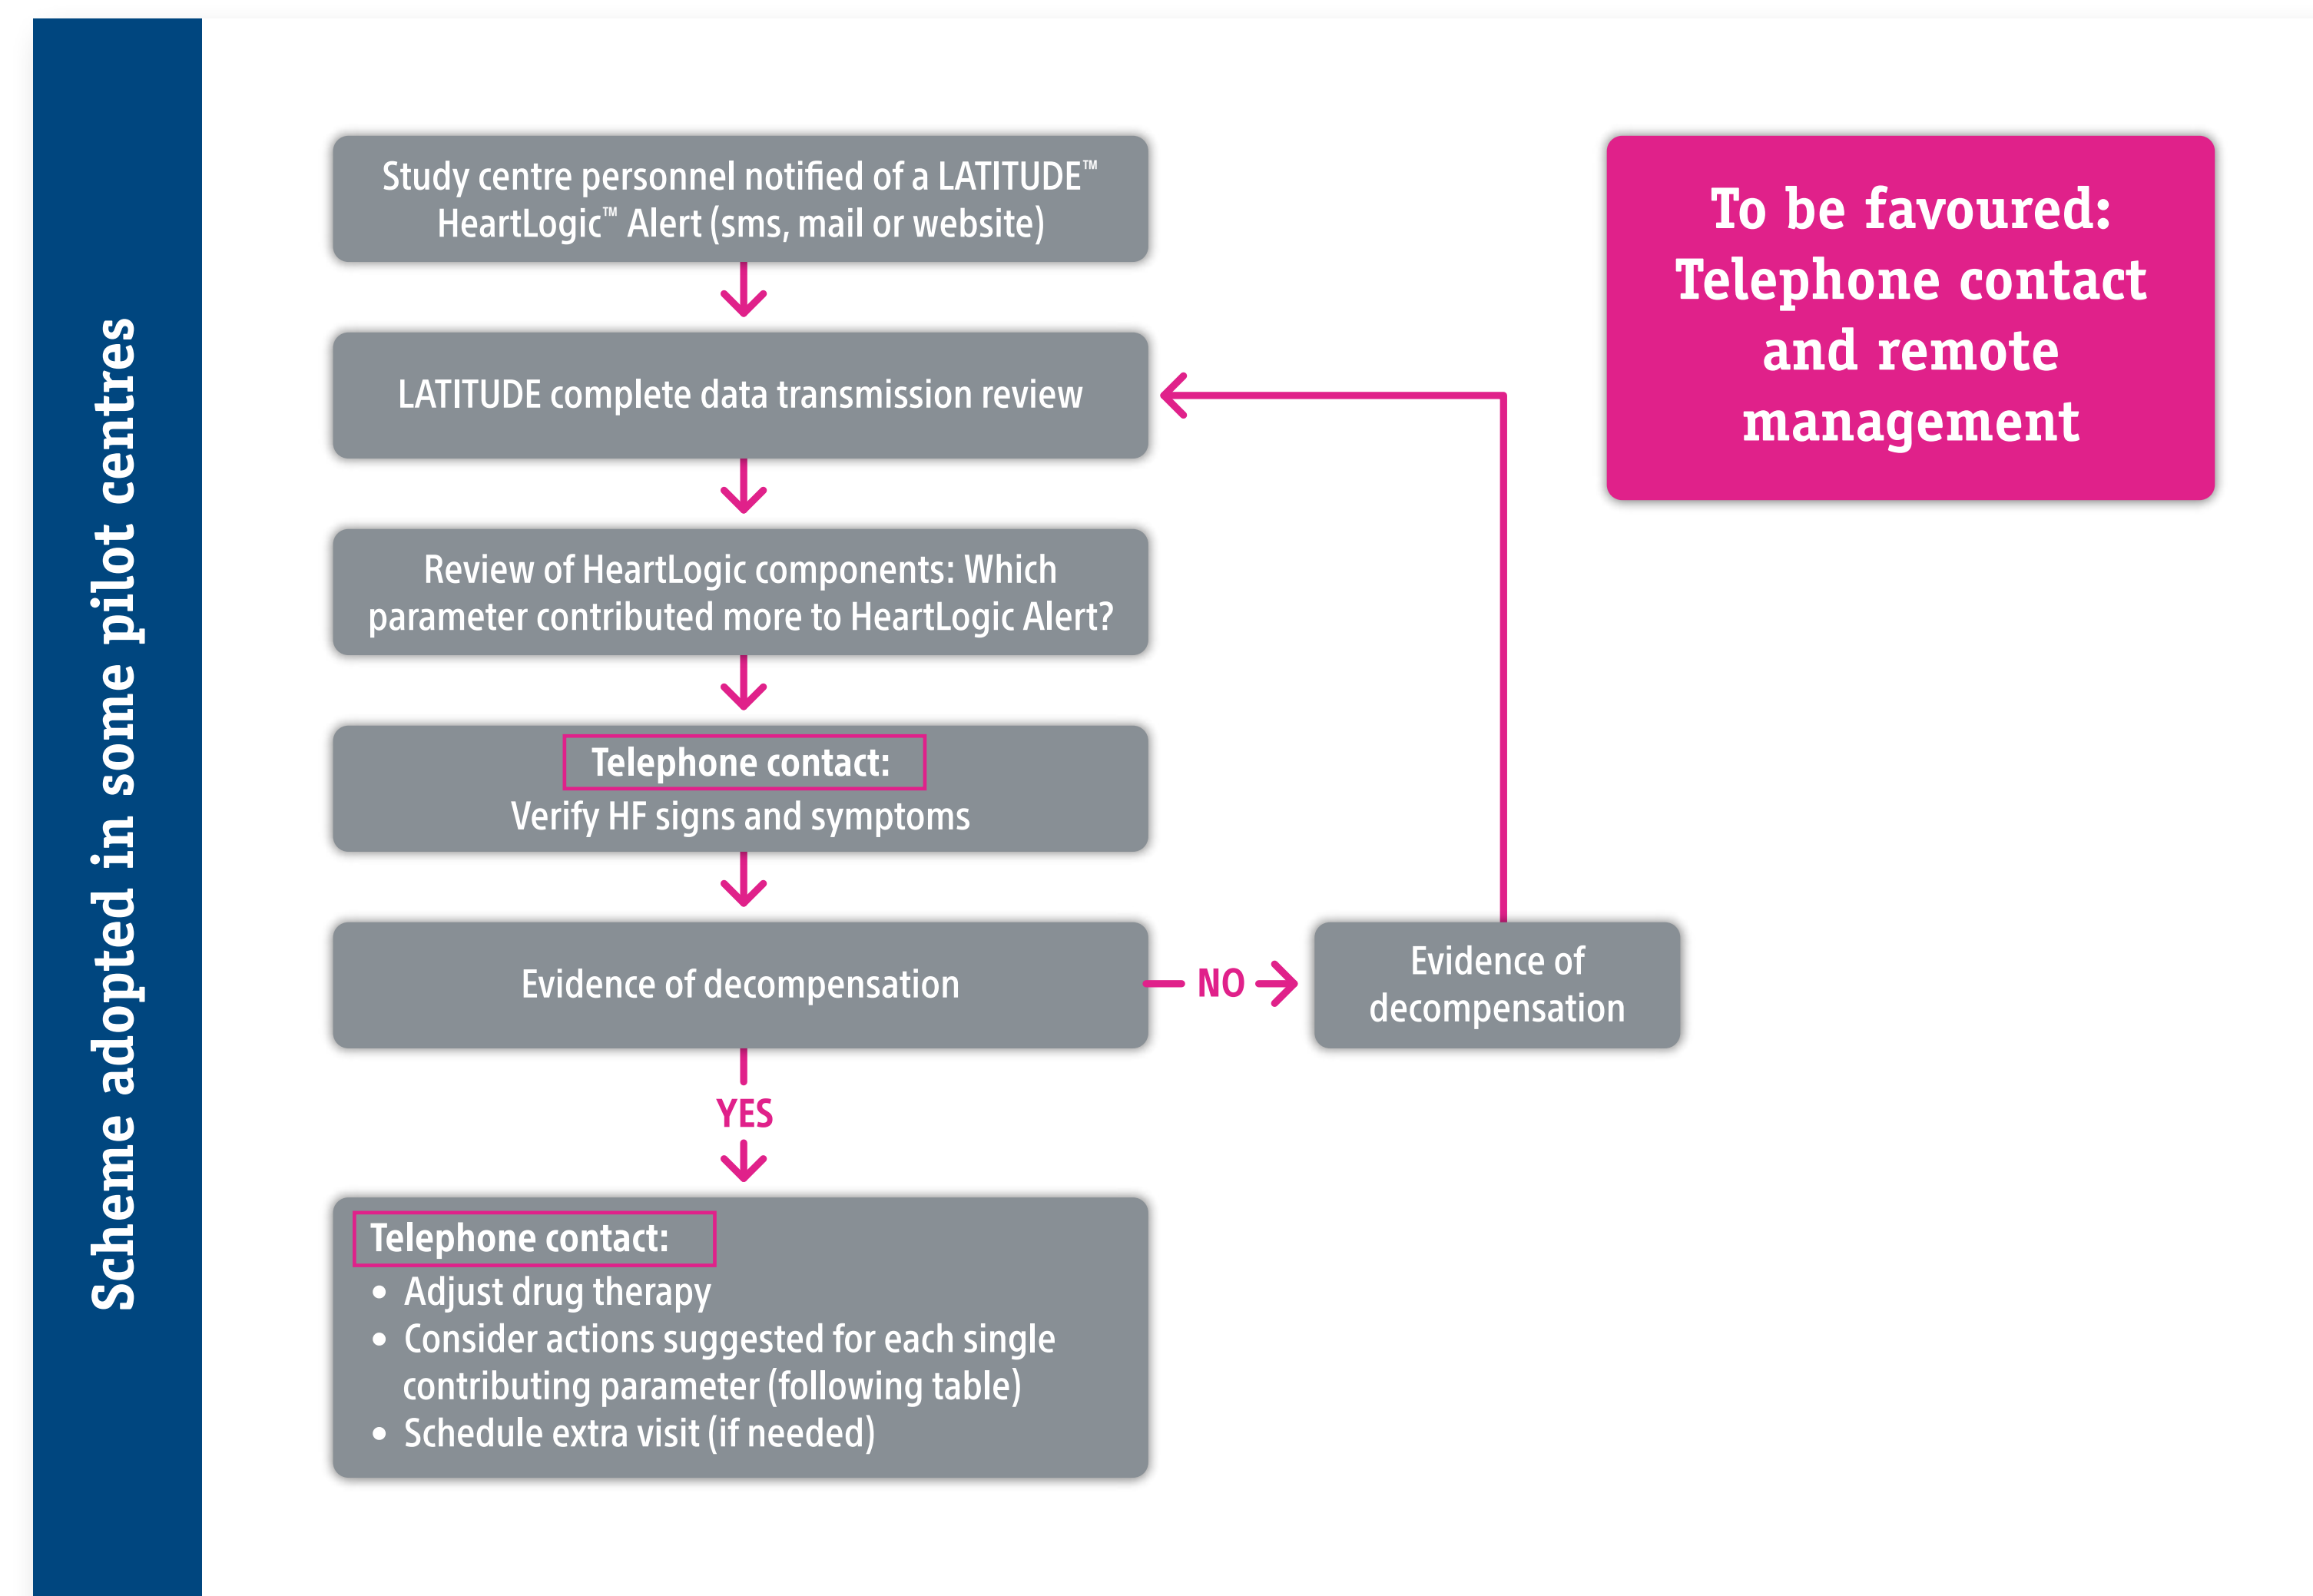 Scheme adopted in some pilot centres
Study centre personnel notified of a LATITUDE™
HeartLogic™ Alert (sms, mail or website)
To be favoured:
Telephone contact
and remote
management
LATITUDE complete data transmission review
Review of HeartLogic components: Which
parameter contributed more to HeartLogic Alert?
Telephone contact:
Verify HF signs and symptoms
Evidence of decompensation
NO
Evidence of
decompensation
YES
Telephone contact:
• Adjust drug therapy
• Consider actions suggested for each single
contributing parameter (following table)
• Schedule extra visit (if needed)